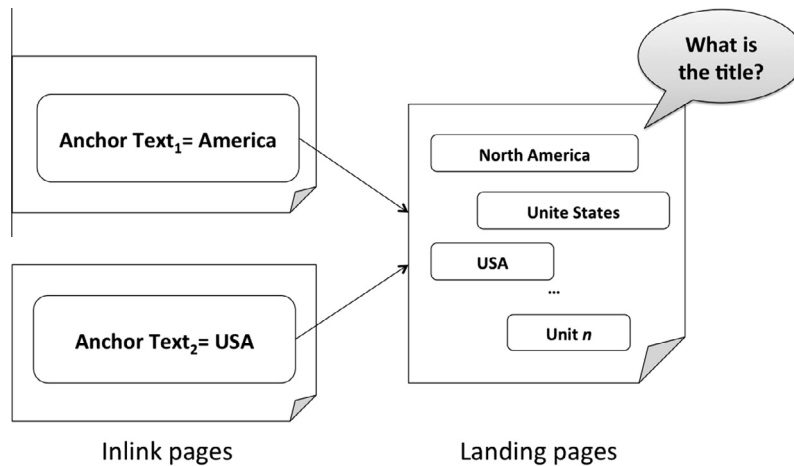 What is
the title?
Anchor Text1= America
North America
Unite States
USA
...
Anchor Text2= USA
Unit n
Inlink pages
Landing pages